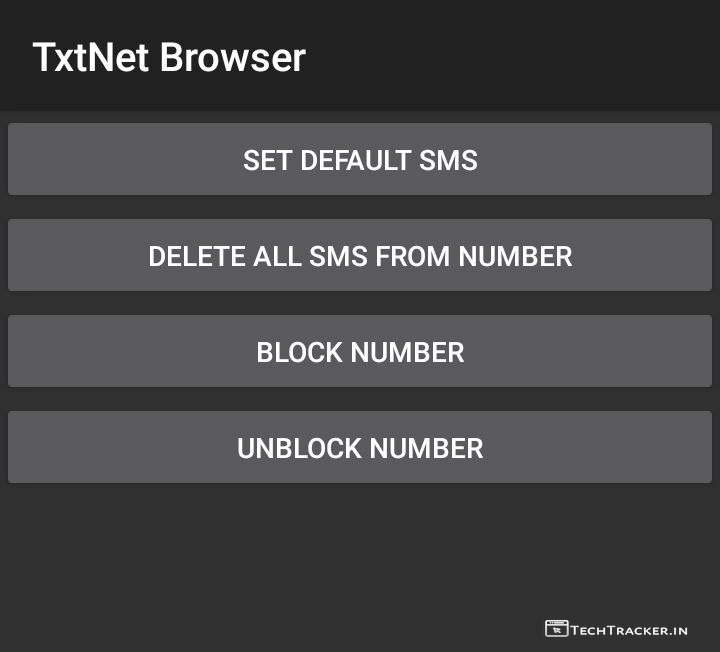 TxtNet Browser
SET DEFAULT SMS
DELETE ALL SMS FROM NUMBER
BLOCK NUMBER
UNBLOCK NUMBER
TECHTRACKER.IN